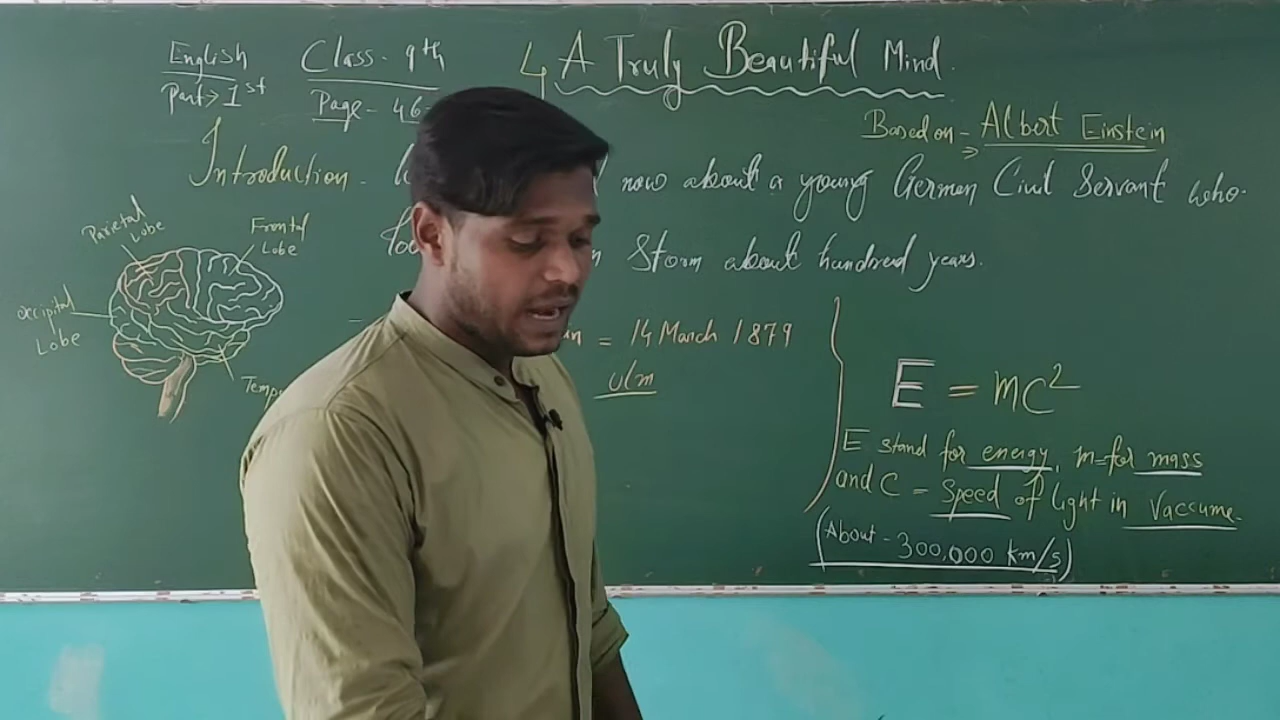 English
Part > 1st
Class - 9th
Page - 46
4 A Truly Beautiful Mind.
Based on - Albert Einstein
Introduction - now about a young German Civil Servant who
Storm about hundred years.
Parietal Lobe
Frontal Lobe
Occipital Lobe
= 14 March 1879
Ulm
E = mc²
E stand for energy, m=for mass
and C = Speed of light in Vaccume.
(About - 300,000 km/s)